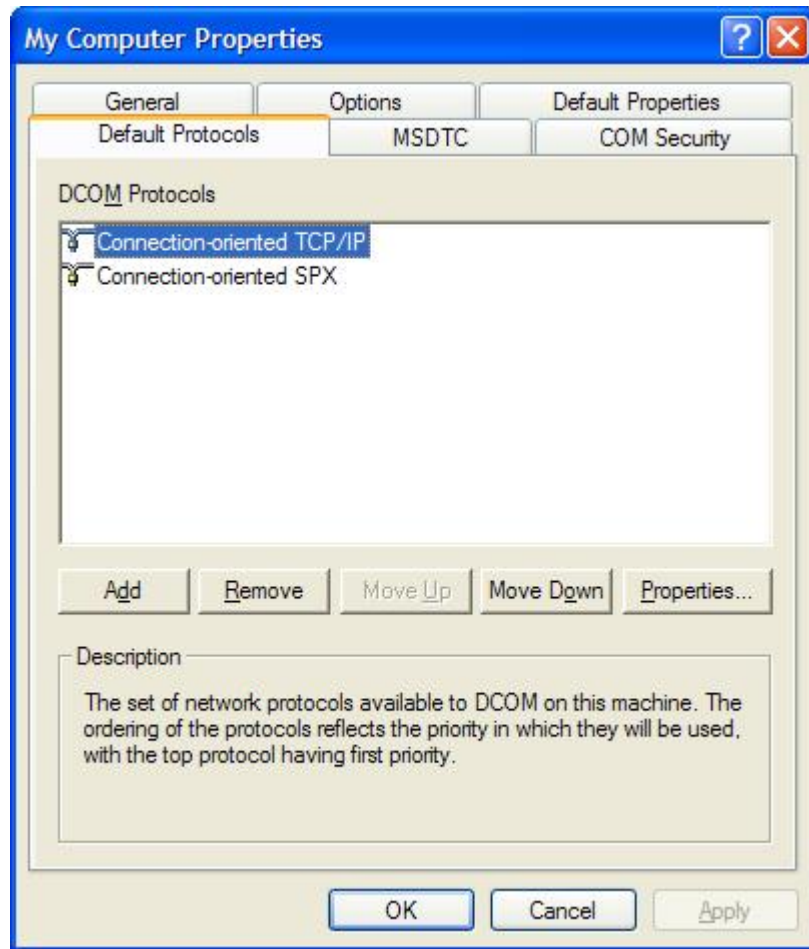 My Computer Properties
General Options Default Properties
Default Protocols MSDTC COM Security
DCOM Protocols
Connection-oriented TCP/IP
Connection-oriented SPX
Add Remove Move Up Move Down Properties...
Description
The set of network protocols available to DCOM on this machine. The
ordering of the protocols reflects the priority in which they will be used,
with the top protocol having first priority.
OK Cancel Apply